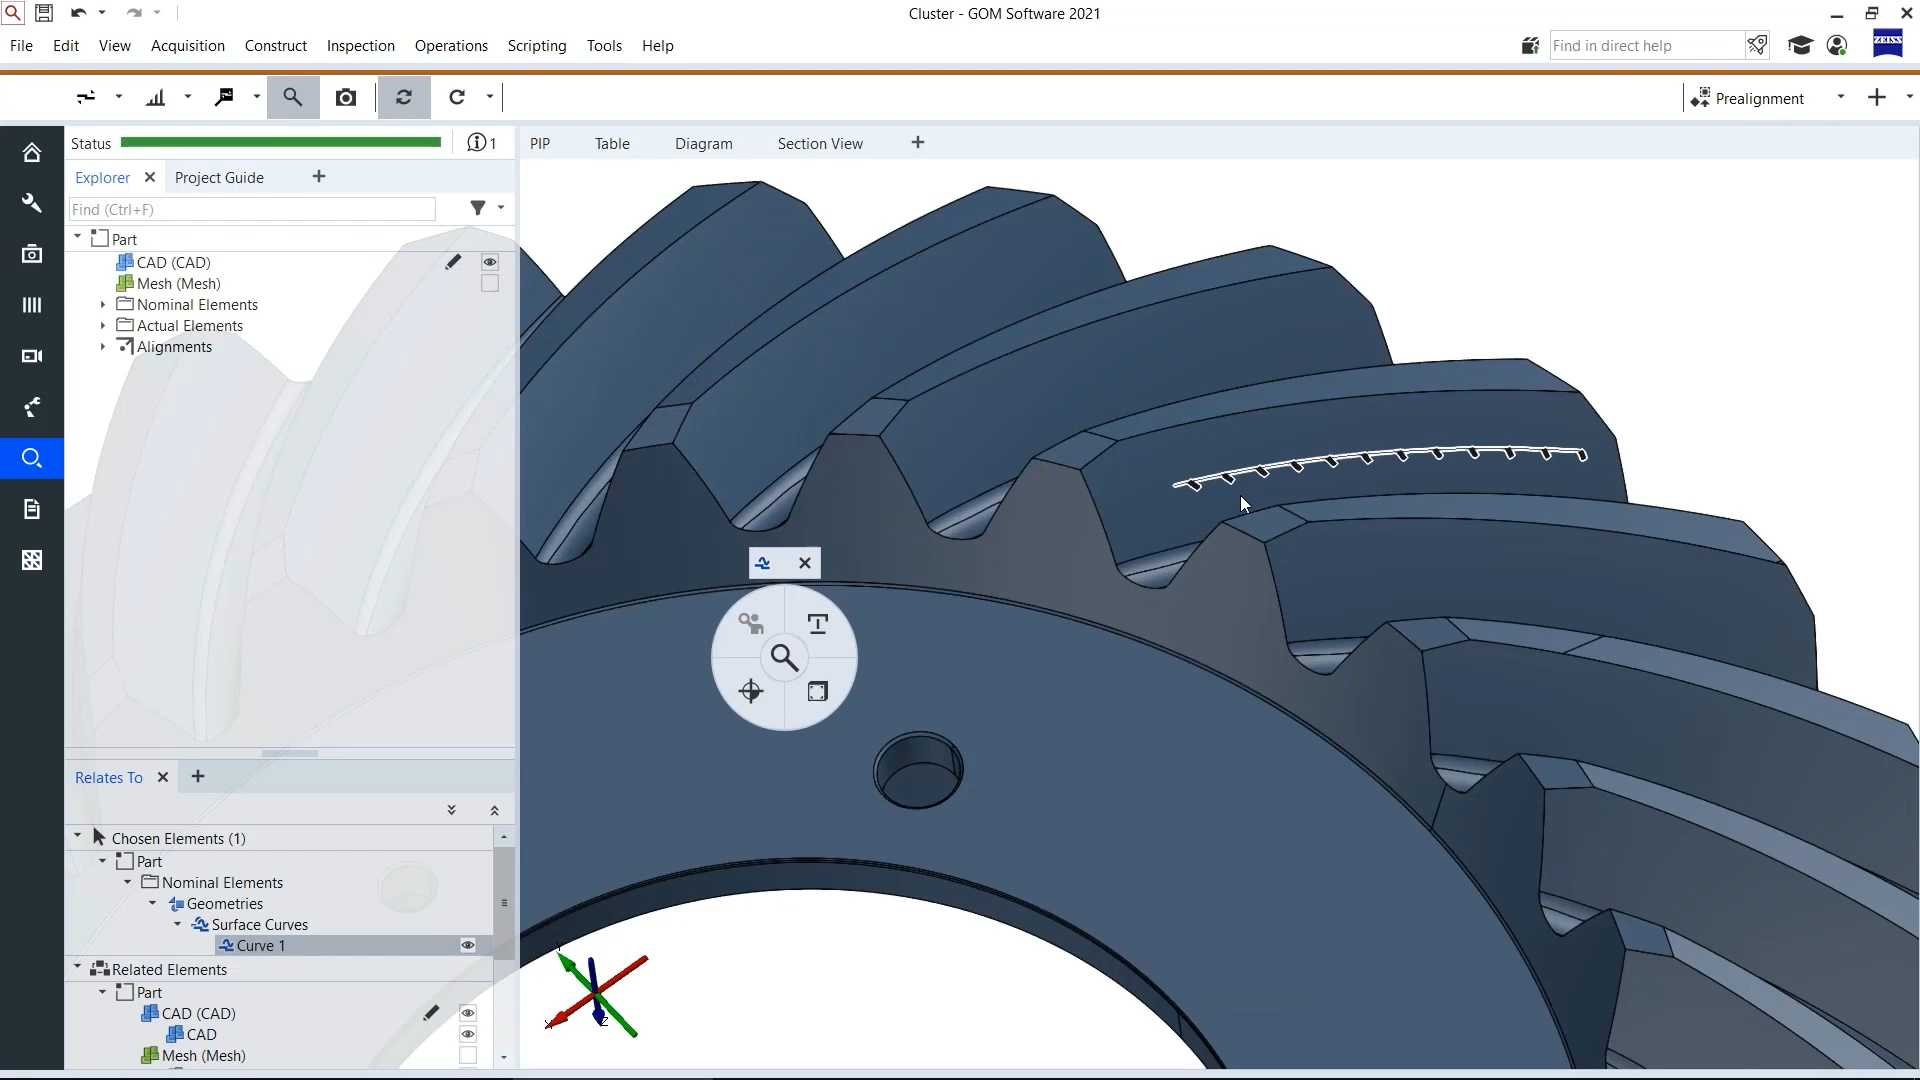 Cluster - GOM Software 2021
File Edit View Acquisition Construct Inspection Operations Scripting Tools Help
Find in direct help
ZEISS
Prealignment
Status
1
PIP Table Diagram Section View
Explorer Project Guide
Find (Ctrl+F)
Part
CAD (CAD)
Mesh (Mesh)
Nominal Elements
Actual Elements
Alignments
Relates To
Chosen Elements (1)
Part
Nominal Elements
Geometries
Surface Curves
Curve 1
Related Elements
Part
CAD (CAD)
CAD
Mesh (Mesh)
Y
X
Z